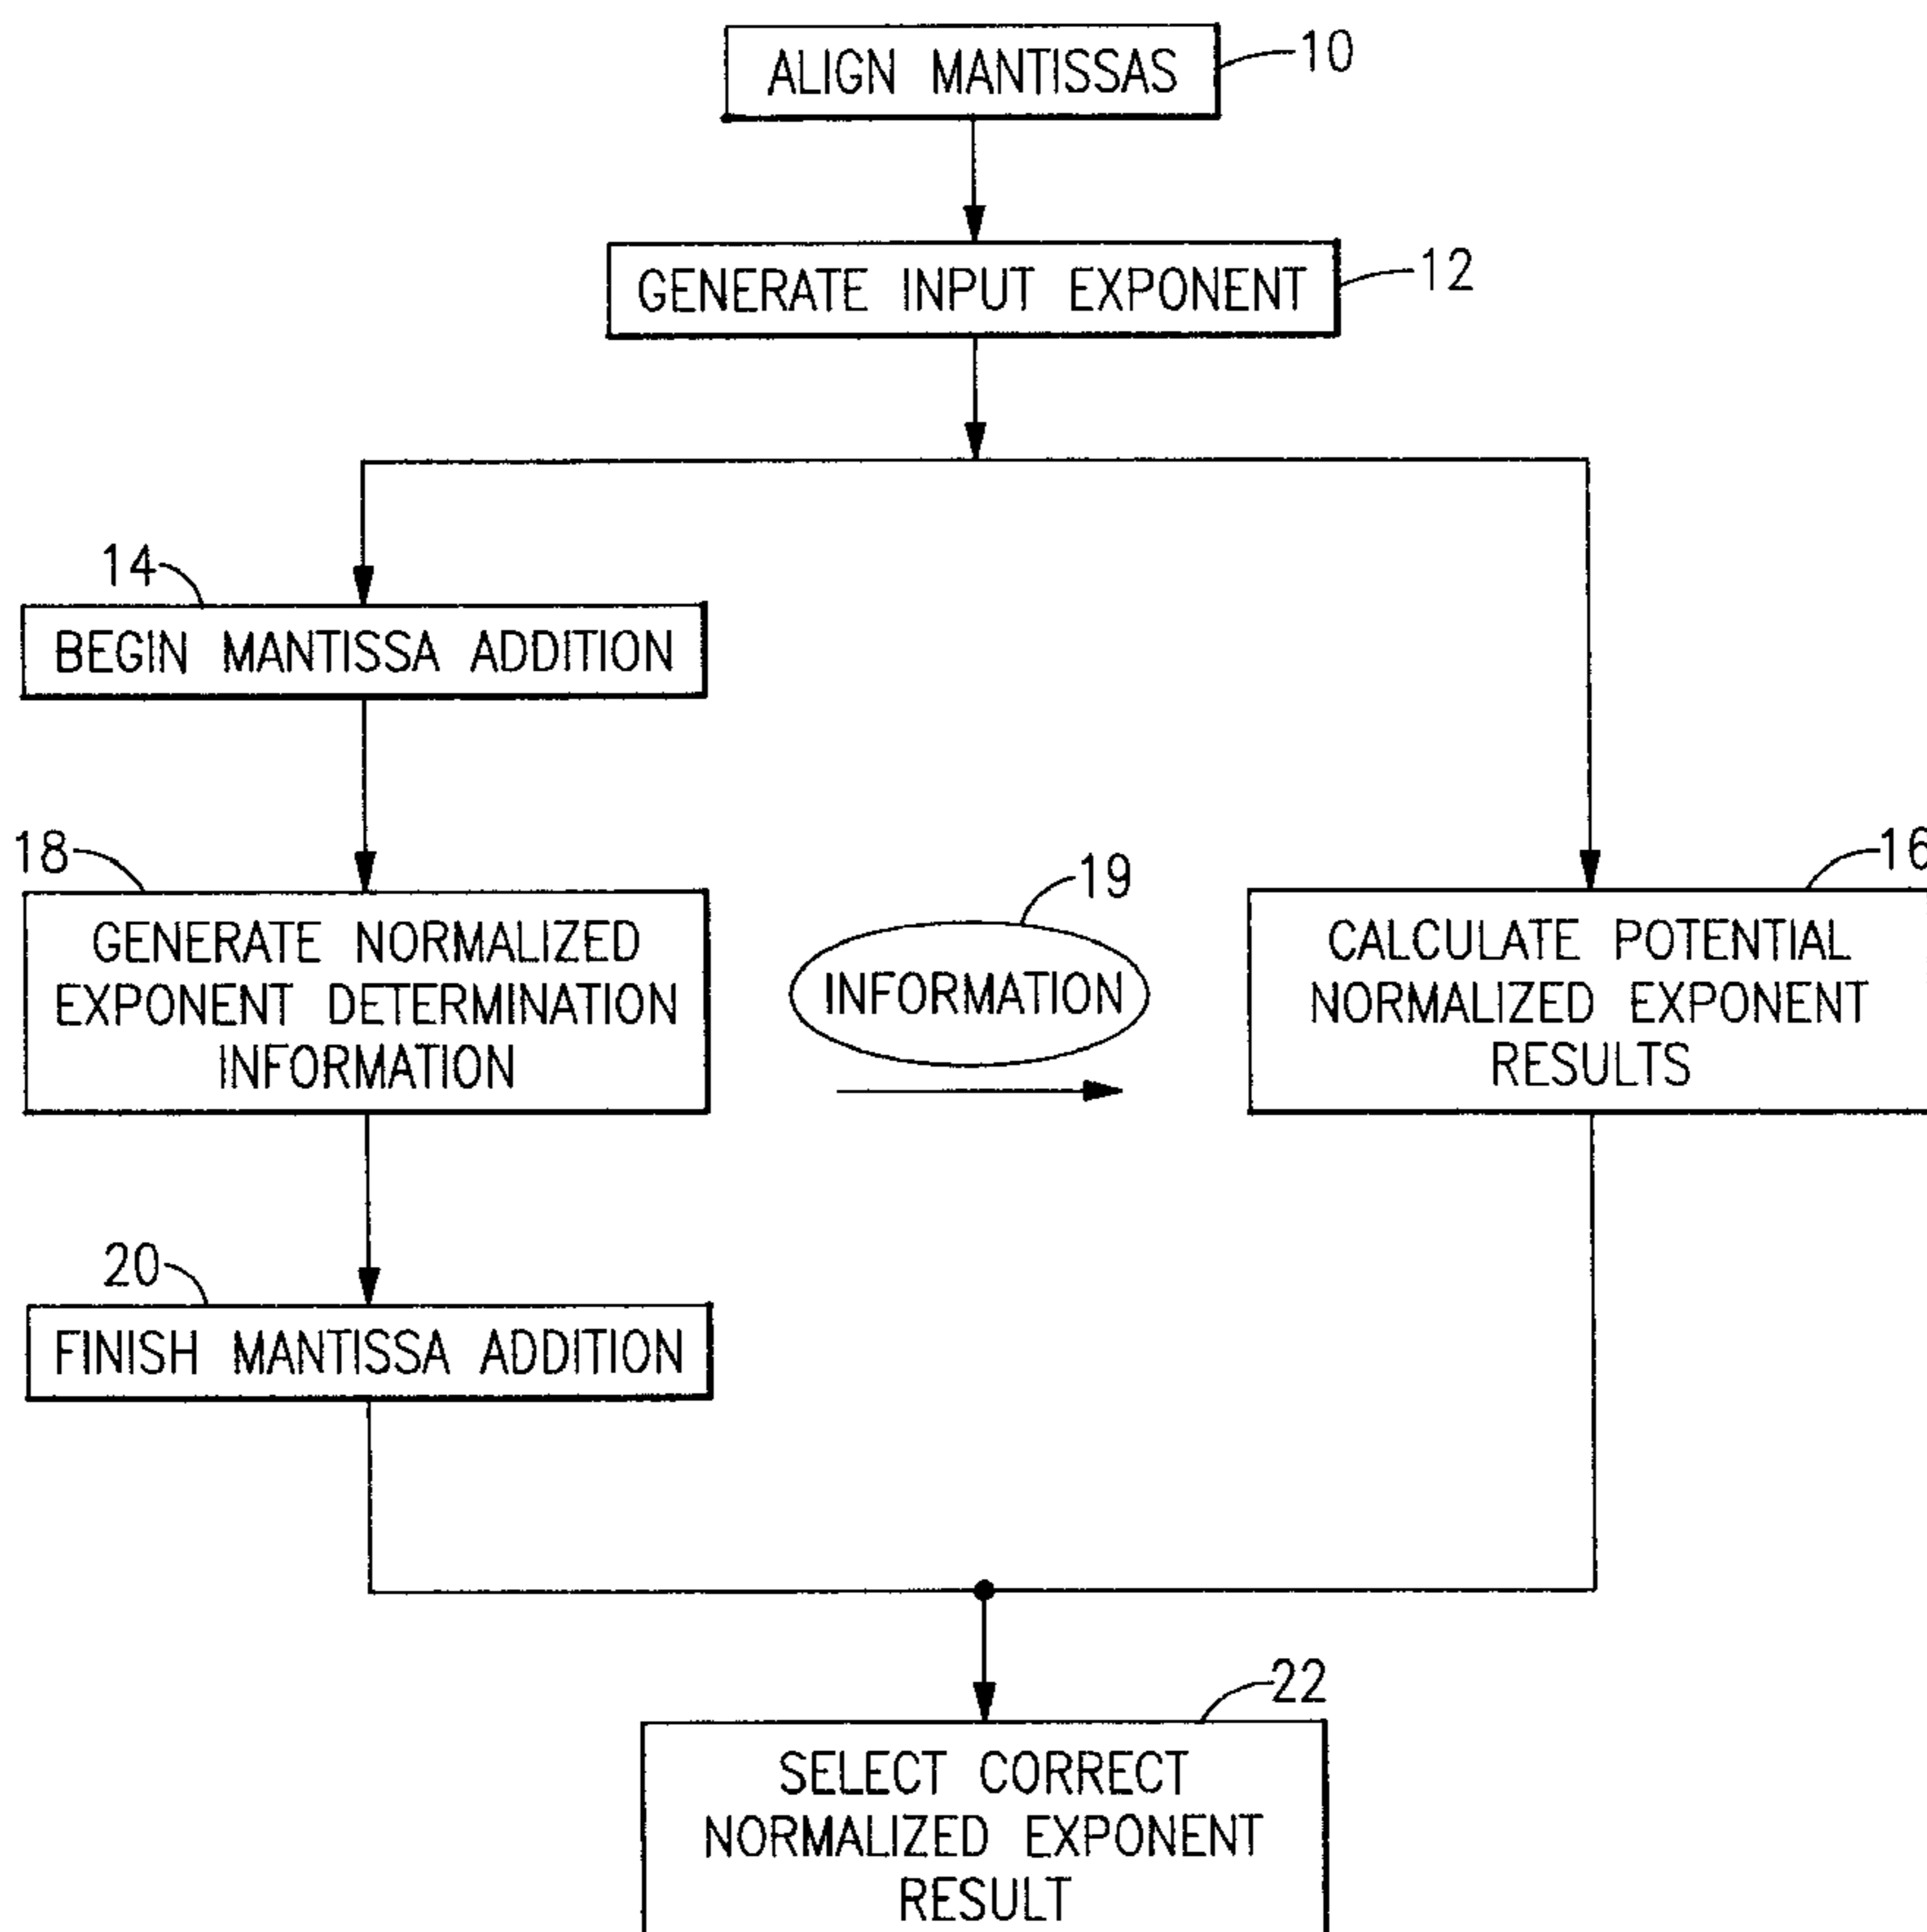 ALIGN MANTISSAS
10
GENERATE INPUT EXPONENT
12
14
BEGIN MANTISSA ADDITION
18
GENERATE NORMALIZED
EXPONENT DETERMINATION
INFORMATION
19
INFORMATION
16
CALCULATE POTENTIAL
NORMALIZED EXPONENT
RESULTS
20
FINISH MANTISSA ADDITION
22
SELECT CORRECT
NORMALIZED EXPONENT
RESULT